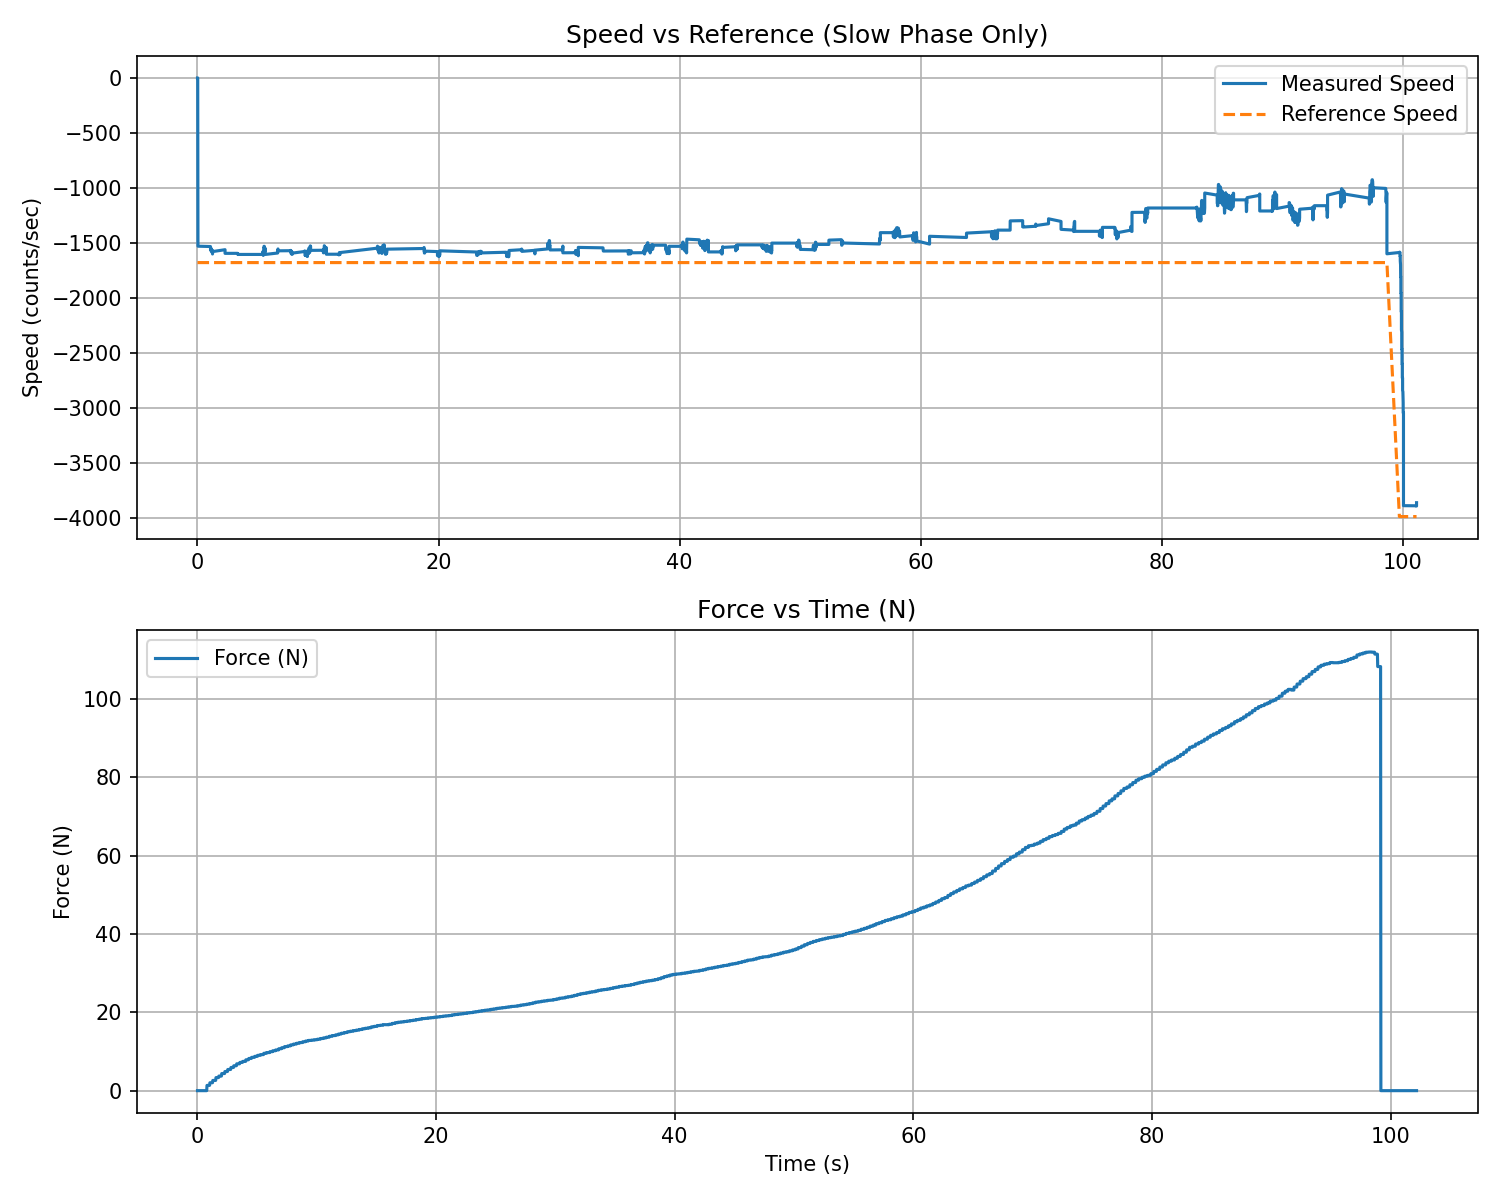 Speed vs Reference (Slow Phase Only)
Measured Speed
Reference Speed
Speed (counts/sec)
0
−500
−1000
−1500
−2000
−2500
−3000
−3500
−4000
0 20 40 60 80 100
Force vs Time (N)
Force (N)
Force (N)
100
80
60
40
20
0
0 20 40 60 80 100
Time (s)